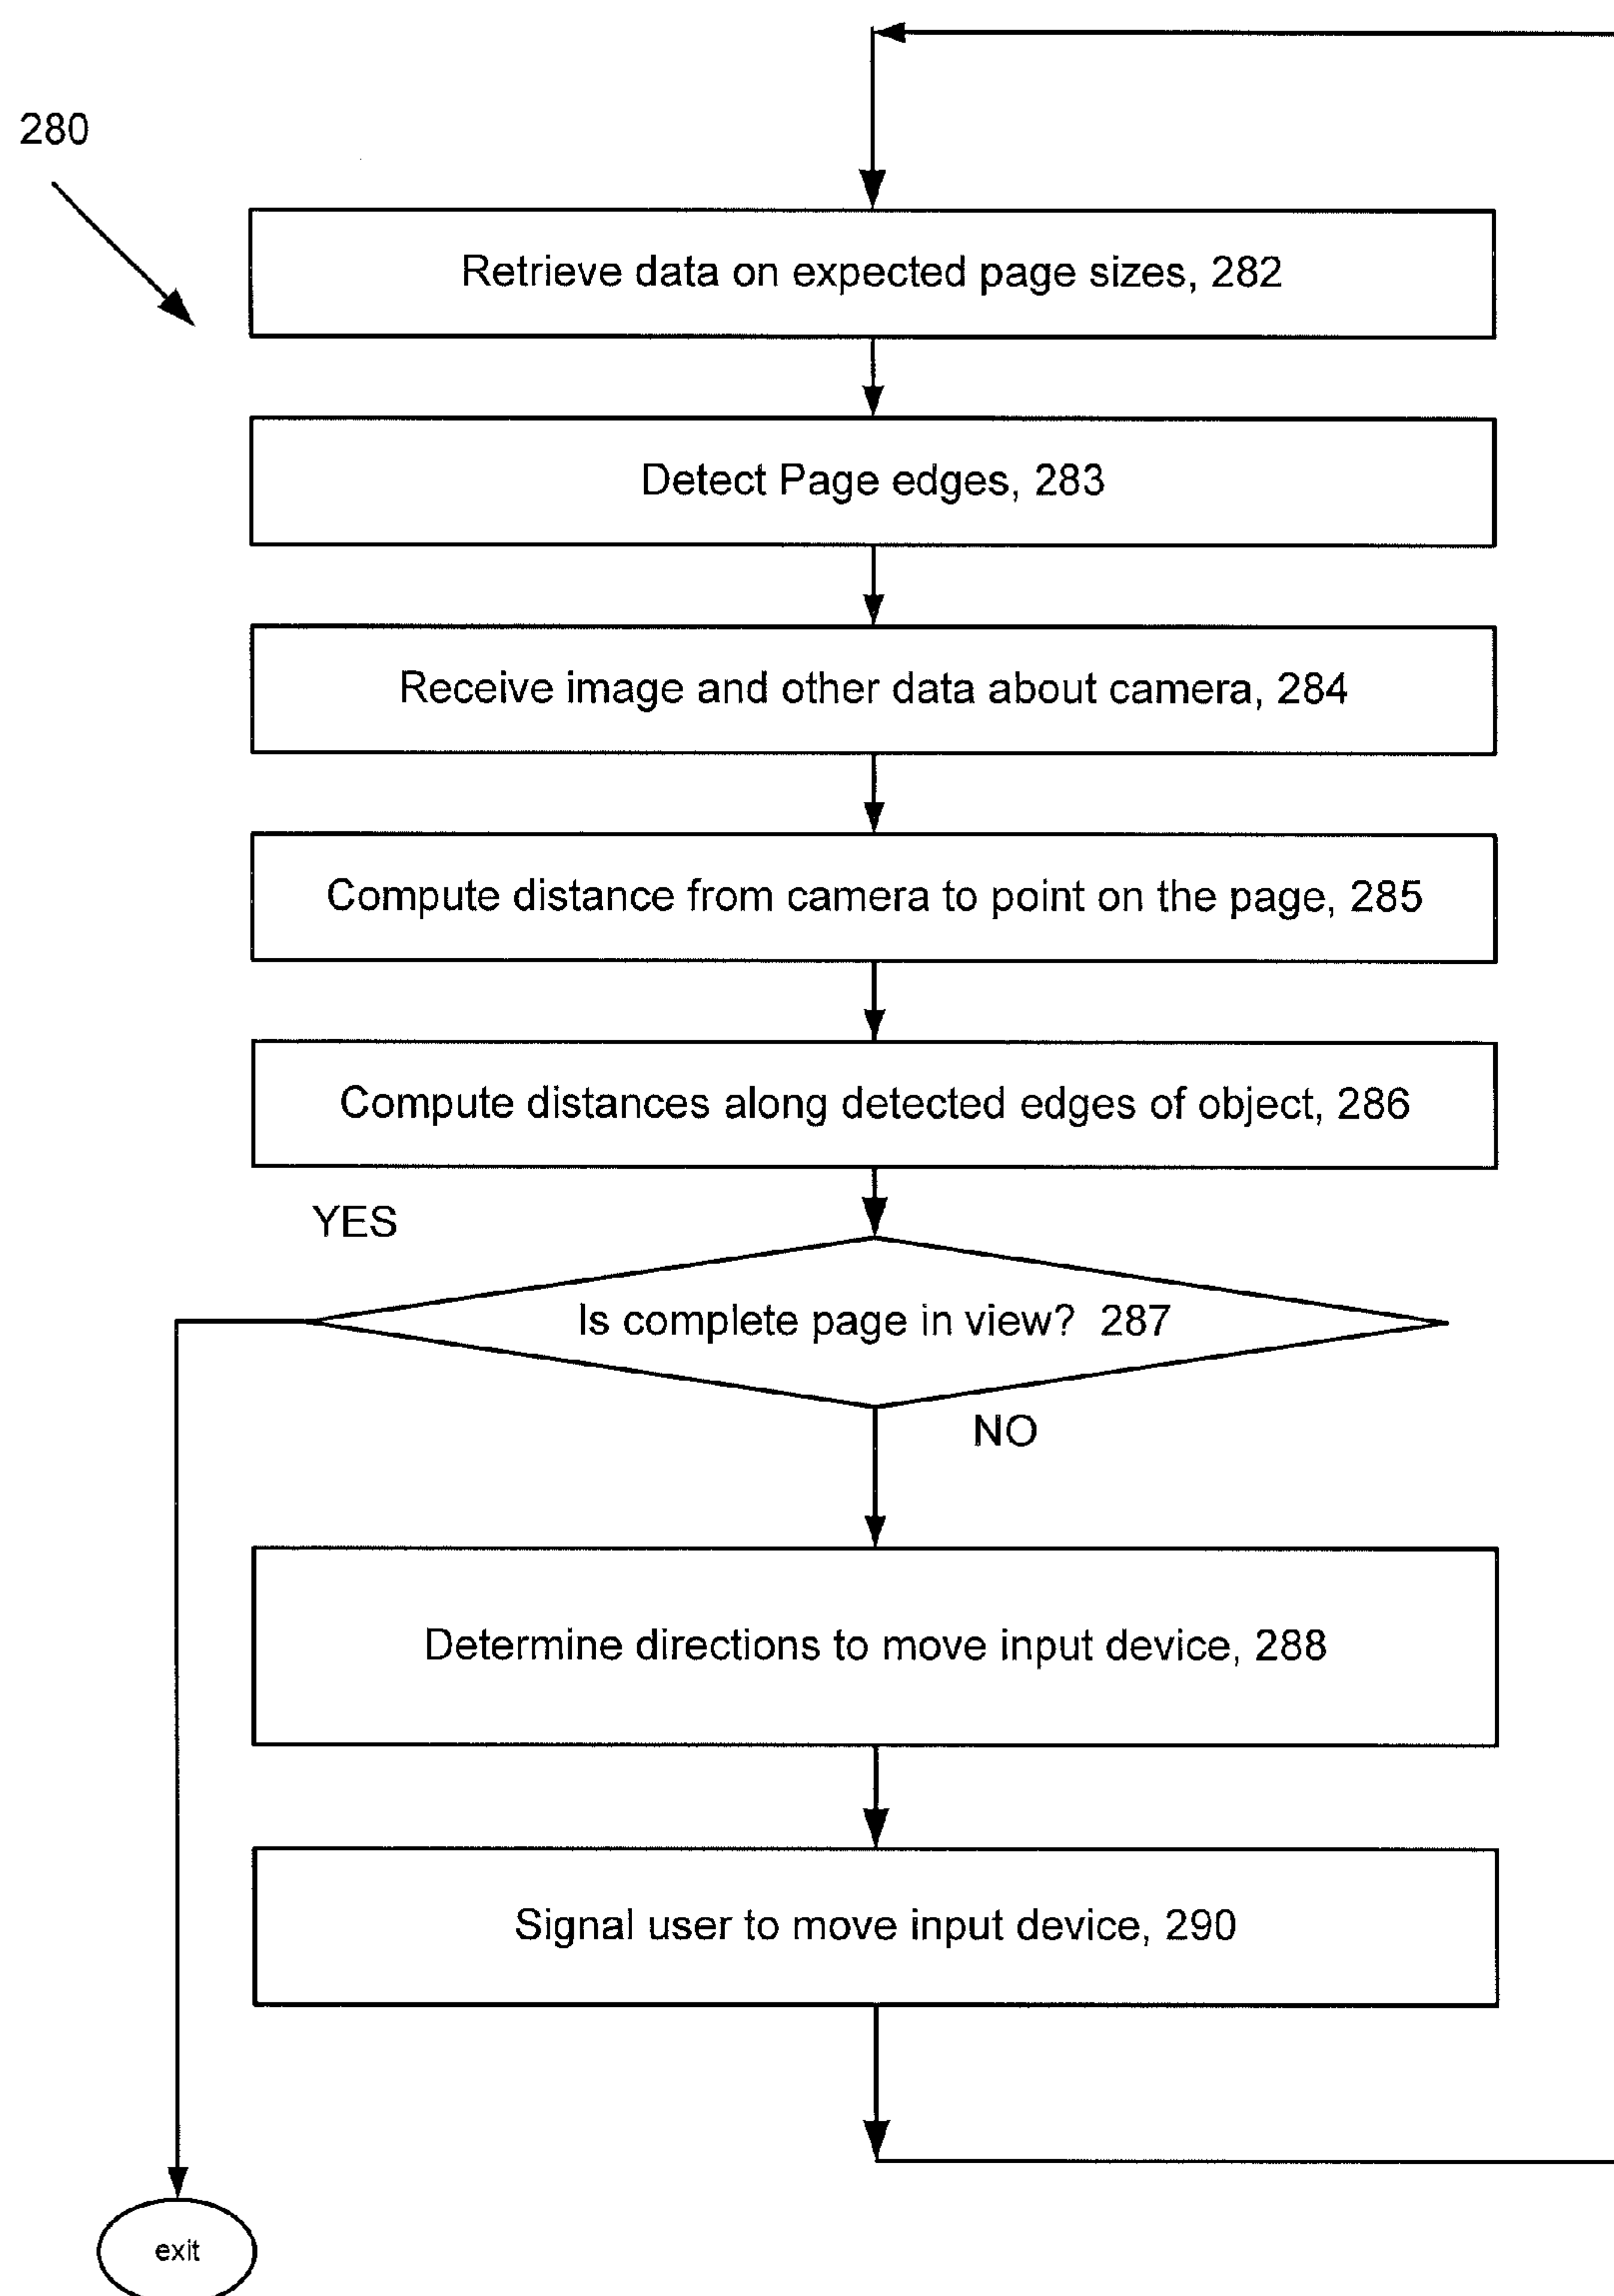 280
Retrieve data on expected page sizes, 282
Detect Page edges, 283
Receive image and other data about camera, 284
Compute distance from camera to point on the page, 285
Compute distances along detected edges of object, 286
YES
Is complete page in view? 287
NO
Determine directions to move input device, 288
Signal user to move input device, 290
exit